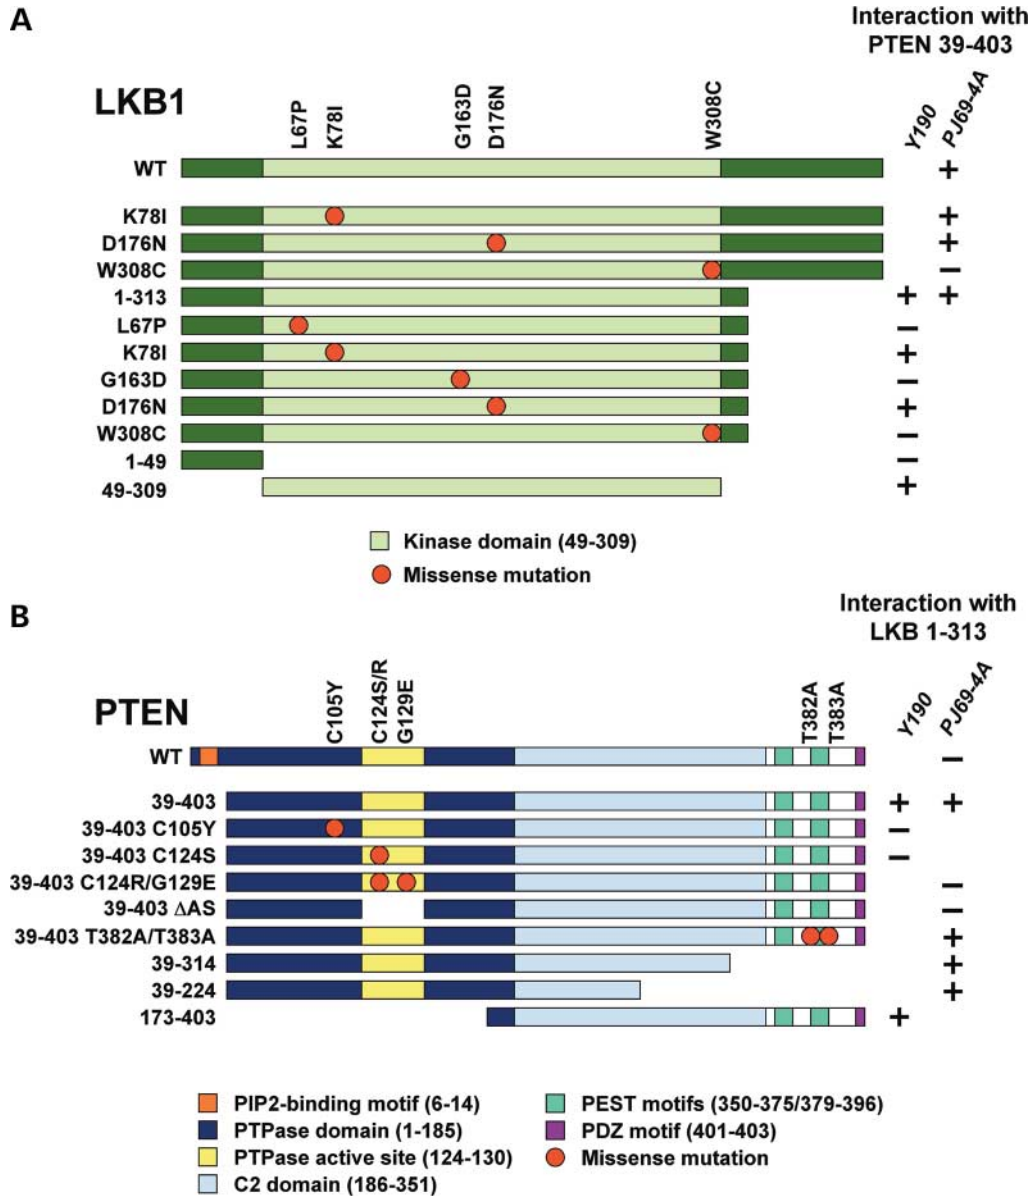 A
Interaction with
PTEN 39-403
LKB1
L67P
K78I
G163D
D176N
W308C
Y190
PJ69-4A
WT +
K78I +
D176N +
W308C −
1-313 + +
L67P −
K78I +
G163D −
D176N +
W308C −
1-49 −
49-309 +
Kinase domain (49-309)
Missense mutation
B
Interaction with
LKB 1-313
PTEN
C105Y
C124S/R
G129E
T382A
T383A
Y190
PJ69-4A
WT −
39-403 + +
39-403 C105Y −
39-403 C124S −
39-403 C124R/G129E −
39-403 ΔAS −
39-403 T382A/T383A +
39-314 +
39-224 +
173-403 +
PIP2-binding motif (6-14)
PTPase domain (1-185)
PTPase active site (124-130)
C2 domain (186-351)
PEST motifs (350-375/379-396)
PDZ motif (401-403)
Missense mutation